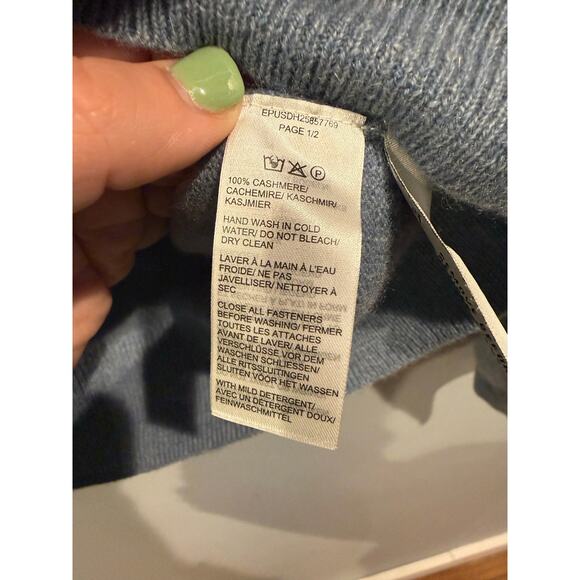 EPUSDH25857769
PAGE 1/2
P
100% CASHMERE/
CACHEMIRE/ KASCHMIR/
KASJMIER
HAND WASH IN COLD
WATER/ DO NOT BLEACH/
DRY CLEAN
LAVER À LA MAIN À L'EAU
FROIDE/ NE PAS
JAVELLISER/ NETTOYER À
SEC
CLOSE ALL FASTENERS
BEFORE WASHING/ FERMER
TOUTES LES ATTACHES
AVANT DE LAVER/ ALLE
VERSCHLÜSSE VOR DEM
WASCHEN SCHLIESSEN/
ALLE RITSSLUITINGEN
SLUITEN VÓÓR HET WASSEN
WITH MILD DETERGENT/
AVEC UN DÉTERGENT DOUX/
FEINWASCHMITTEL